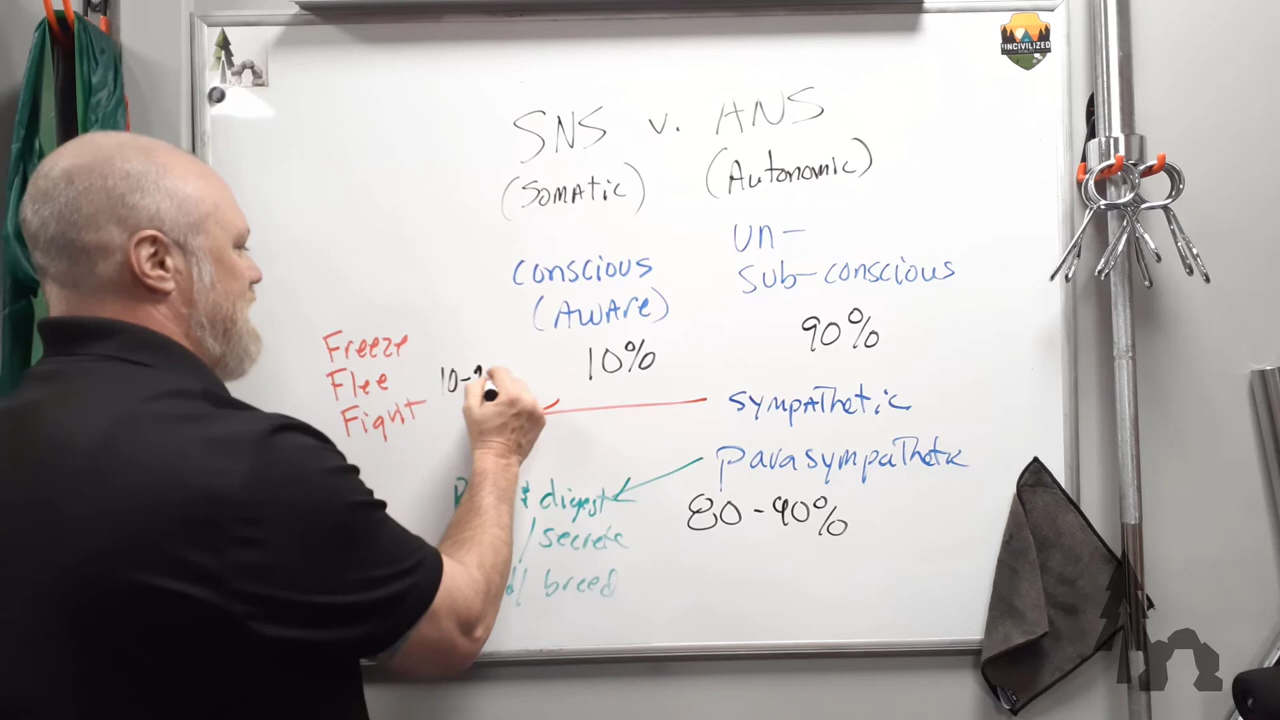 UNCIVILIZED
SNS v. ANS
(Somatic) (Autonomic)
un-
conscious sub-conscious
(Aware)
10% 90%
Freeze
Flee 10-
Fight sympathetic
parasympathetic
& digest 80-90%
/secrete
/ breed